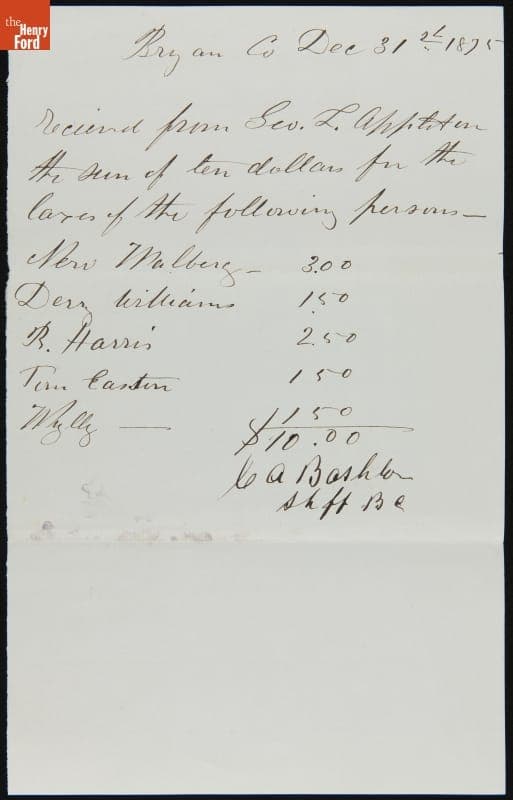 the
Henry
Ford
Bryan Co Dec 31st 1875
Recieved from Geo. L. Appleton
the sum of ten dollars for the
taxes of the following persons—
New Walberg — 3.00
Derry Williams 1.50
R. Harris 2.50
Tim Easton 1 50
Wylly — 1 50
$10.00
C A Bashlor
Shff B C